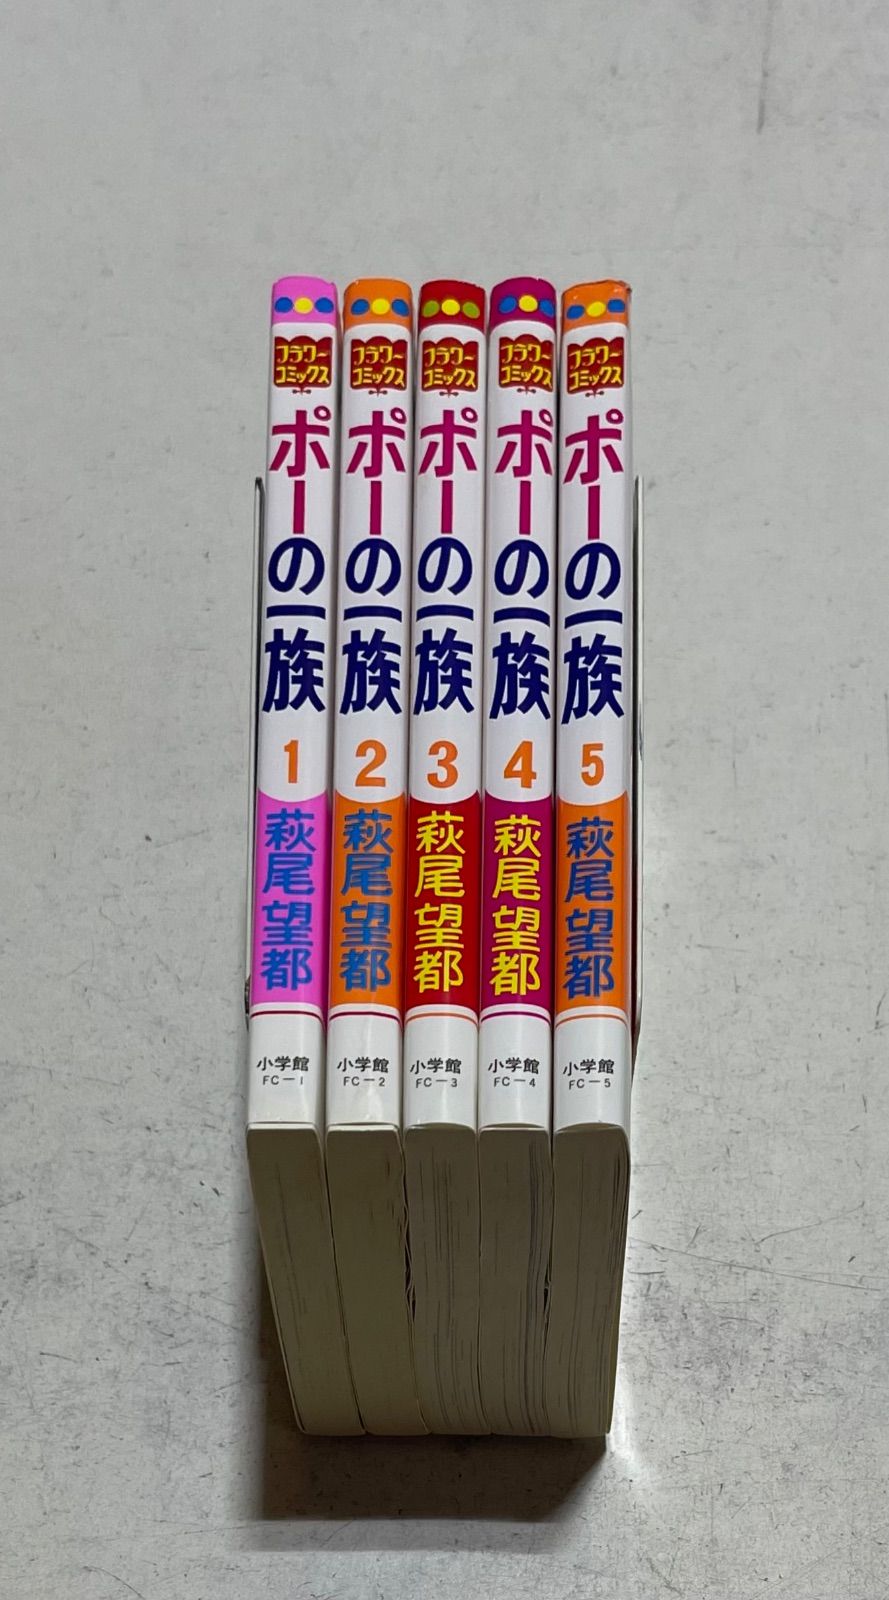 フラワーコミックス
ポーの一族
1
萩尾望都
小学館
FC-1
フラワーコミックス
ポーの一族
2
萩尾望都
小学館
FC-2
フラワーコミックス
ポーの一族
3
萩尾望都
小学館
FC-3
フラワーコミックス
ポーの一族
4
萩尾望都
小学館
FC-4
フラワーコミックス
ポーの一族
5
萩尾望都
小学館
FC-5